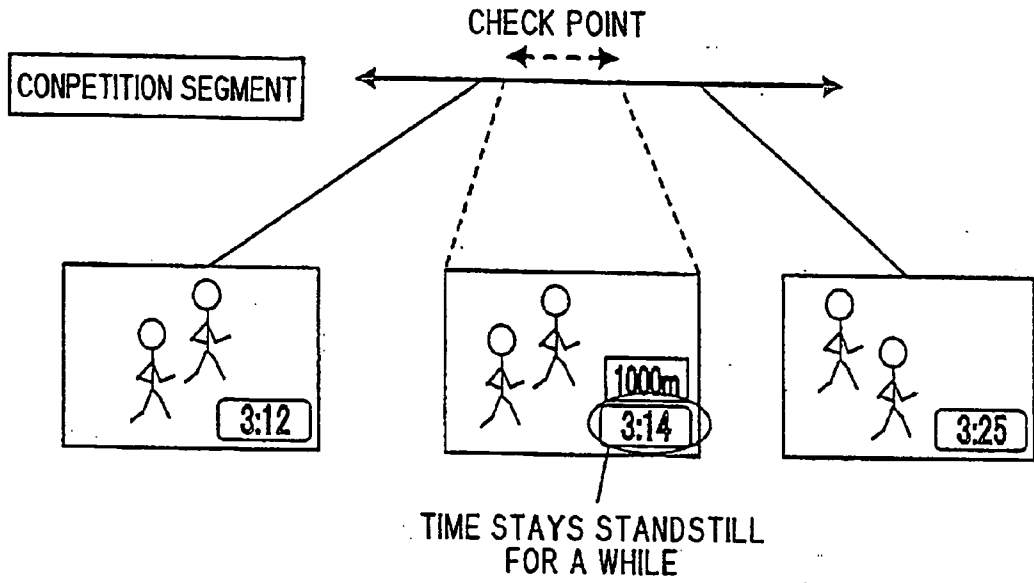 CHECK POINT
CONPETITION SEGMENT
3:12
1000m
3:14
3:25
TIME STAYS STANDSTILL
FOR A WHILE